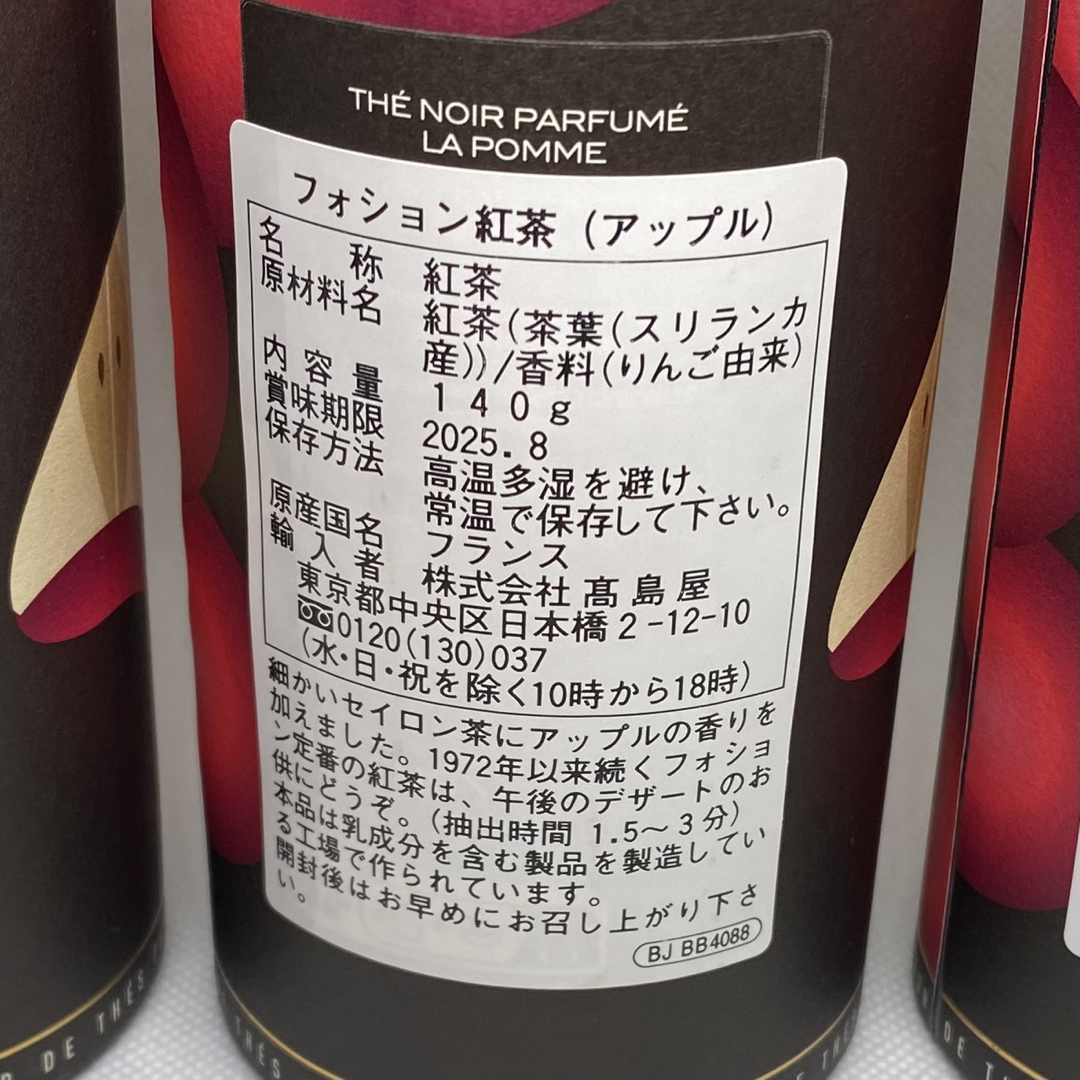 THÉ NOIR PARFUMÉ
LA POMME
フォション紅茶（アップル）
名称 紅茶
原材料名 紅茶(茶葉(スリランカ
産))/香料(りんご由来)
内容量 140g
賞味期限 2025.8
保存方法 高温多湿を避け、
常温で保存して下さい。
原産国名 フランス
輸入者 株式会社 髙島屋
東京都中央区日本橋2-12-10
0120(130)037
(水・日・祝を除く10時から18時)
細かいセイロン茶にアップルの香りを
加えました。1972年以来続くフォショ
ン定番の紅茶は、午後のデザートのお
供にどうぞ。(抽出時間 1.5～3分)
本品は乳成分を含む製品を製造してい
る工場で作られています。
開封後はお早めにお召し上がり下さ
い。
BJ BB4088
DE THÉS
THÉS
DE